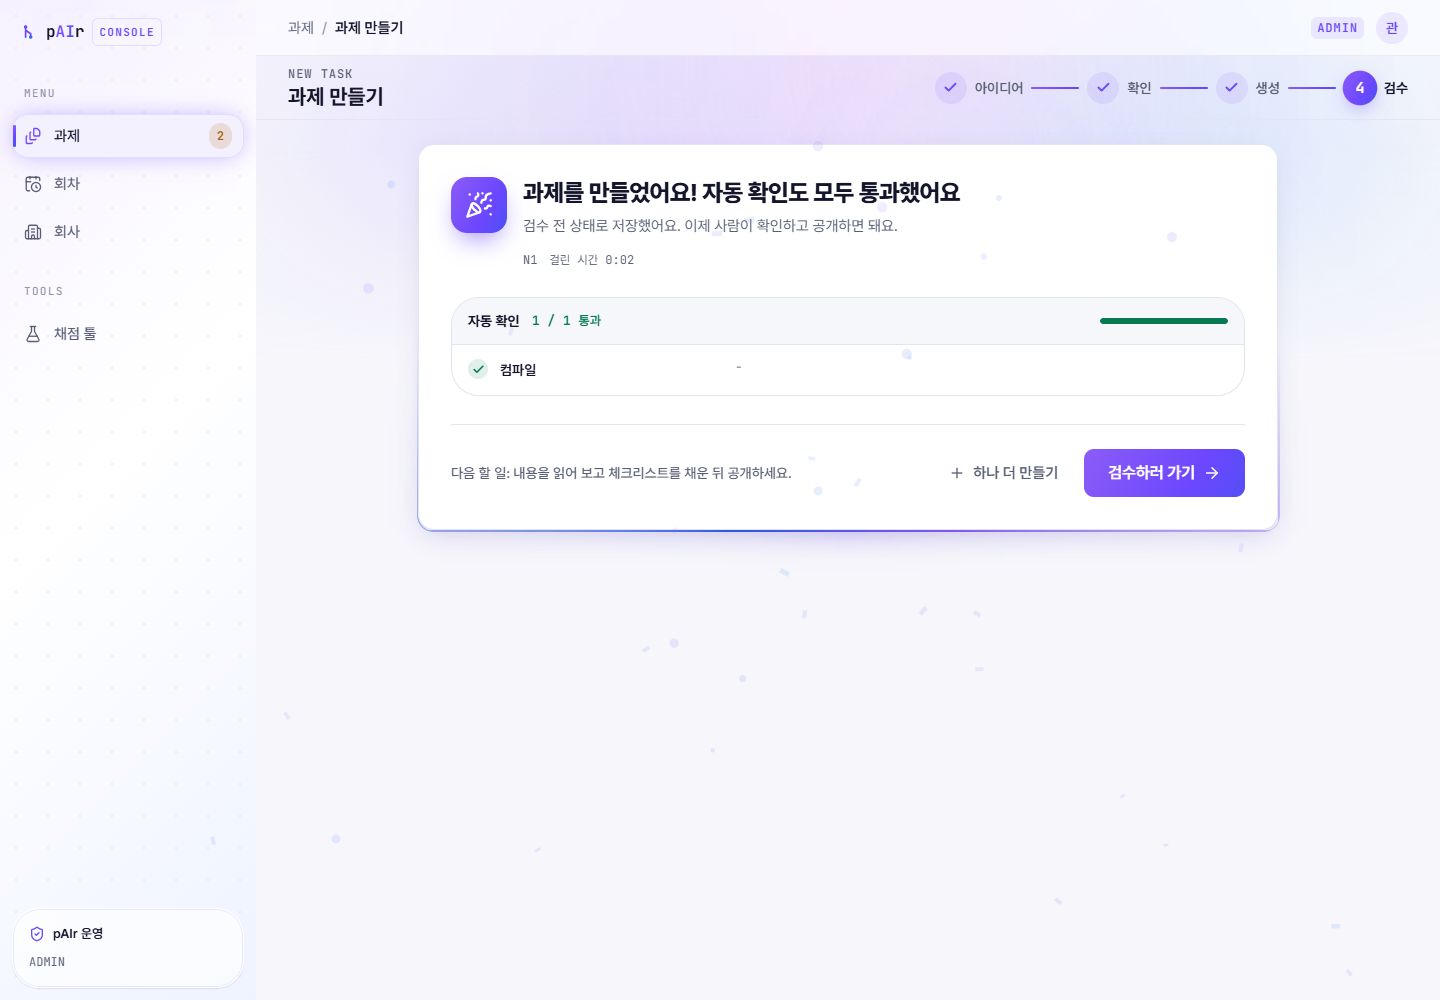 pAIr CONSOLE
MENU
과제 2
회차
회사
TOOLS
채점 툴
pAIr 운영
ADMIN
과제 / 과제 만들기
ADMIN 관
NEW TASK
과제 만들기
아이디어 확인 생성 4 검수
과제를 만들었어요! 자동 확인도 모두 통과했어요
검수 전 상태로 저장했어요. 이제 사람이 확인하고 공개하면 돼요.
N1 걸린 시간 0:02
자동 확인 1 / 1 통과
컴파일 -
다음 할 일: 내용을 읽어 보고 체크리스트를 채운 뒤 공개하세요.
+ 하나 더 만들기
검수하러 가기 →